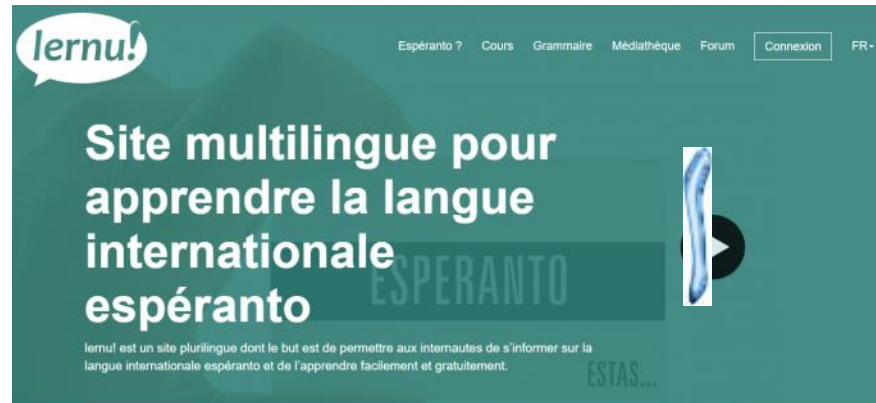 lernu!
Espéranto ?
Cours
Grammaire
Médiathèque
Forum
Connexion
FR
Site multilingue pour
apprendre la langue
internationale
espéranto
ESPERANTO
lernu! est un site plurilingue dont le but est de permettre aux internautes de s'informer sur la
langue internationale espéranto et de l'apprendre facilement et gratuitement.
ESTAS...